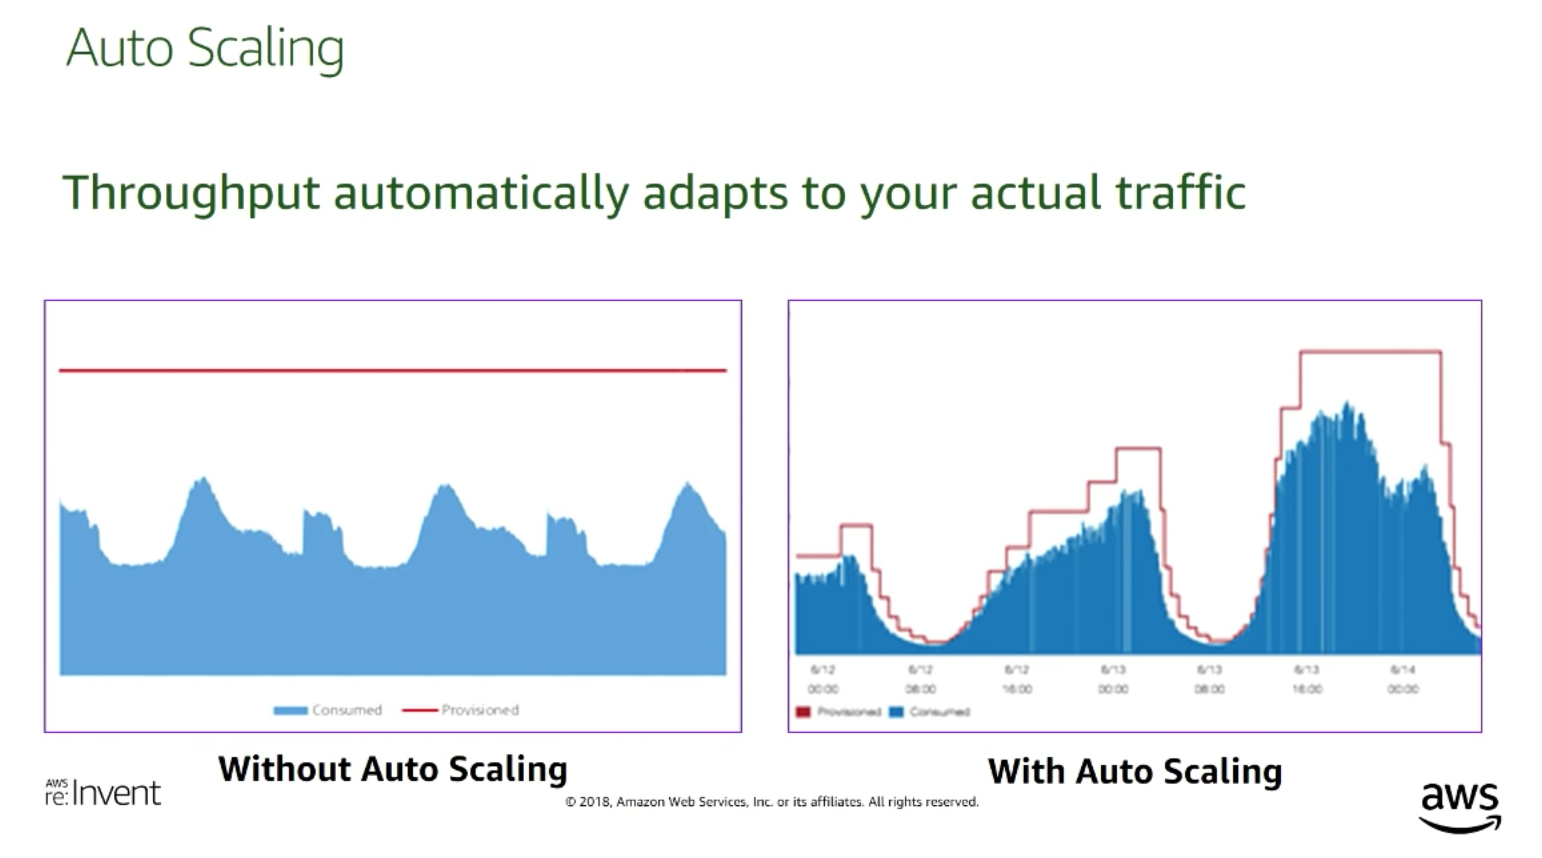 Auto Scaling
Throughput automatically adapts to your actual traffic
Consumed Provisioned
6/12 6/12 6/12 6/13 6/13 6/13 6/14
00:00 08:00 16:00 00:00 08:00 16:00 00:00
Provisioned Consumed
Without Auto Scaling
With Auto Scaling
AWS
re:Invent
© 2018, Amazon Web Services, Inc. or its affiliates. All rights reserved.
aws